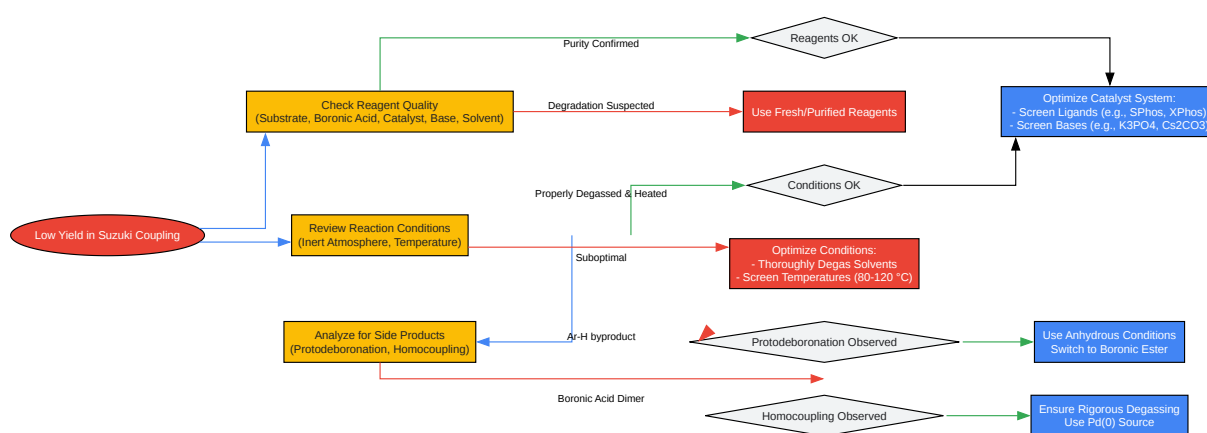 Purity Confirmed
Reagents OK
Check Reagent Quality
(Substrate, Boronic Acid, Catalyst, Base, Solvent)
Degradation Suspected
Use Fresh/Purified Reagents
Optimize Catalyst System:
- Screen Ligands (e.g., SPhos, XPhos)
- Screen Bases (e.g., K3PO4, Cs2CO3)
Properly Degassed & Heated
Conditions OK
Low Yield in Suzuki Coupling
Review Reaction Conditions
(Inert Atmosphere, Temperature)
Suboptimal
Optimize Conditions:
- Thoroughly Degas Solvents
- Screen Temperatures (80-120 °C)
Analyze for Side Products
(Protodeboronation, Homocoupling)
Ar-H byproduct
Protodeboronation Observed
Use Anhydrous Conditions
Switch to Boronic Ester
Boronic Acid Dimer
Homocoupling Observed
Ensure Rigorous Degassing
Use Pd(0) Source